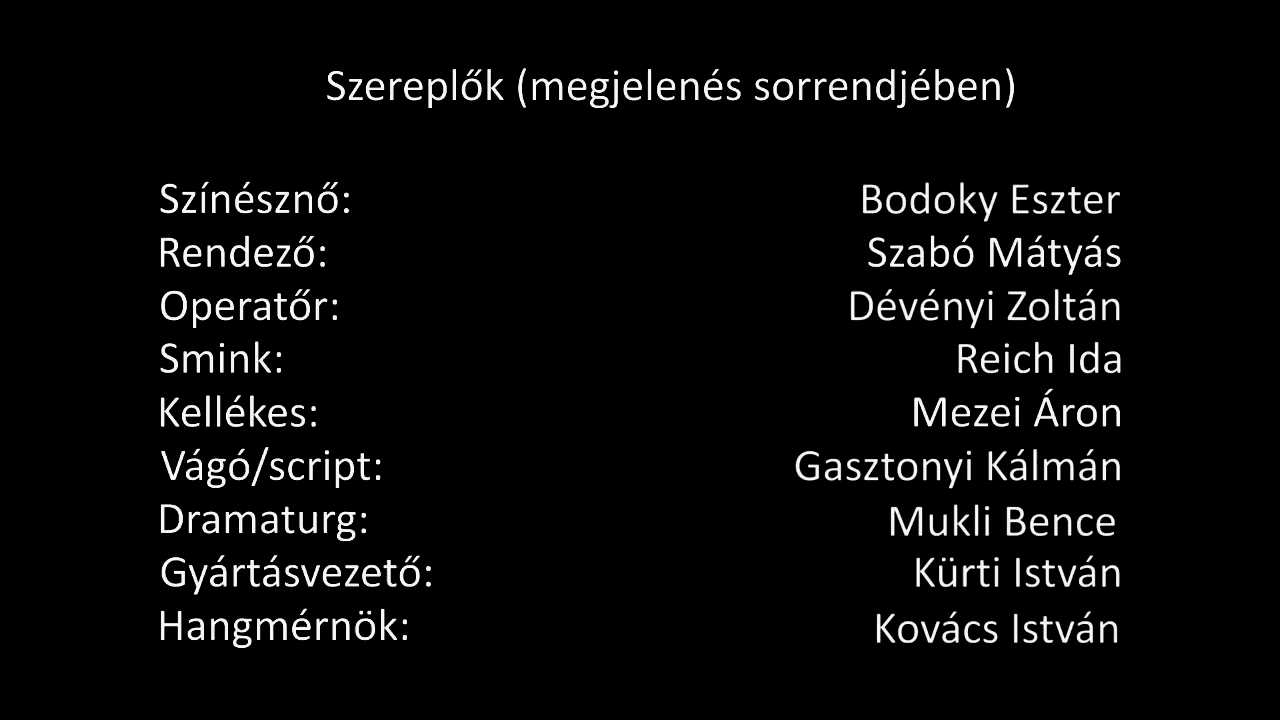 Szereplők (megjelenés sorrendjében)
Színésznő: Bodoky Eszter
Rendező: Szabó Mátyás
Operatőr: Dévényi Zoltán
Smink: Reich Ida
Kellékes: Mezei Áron
Vágó/script: Gasztonyi Kálmán
Dramaturg: Mukli Bence
Gyártásvezető: Kürti István
Hangmérnök: Kovács István